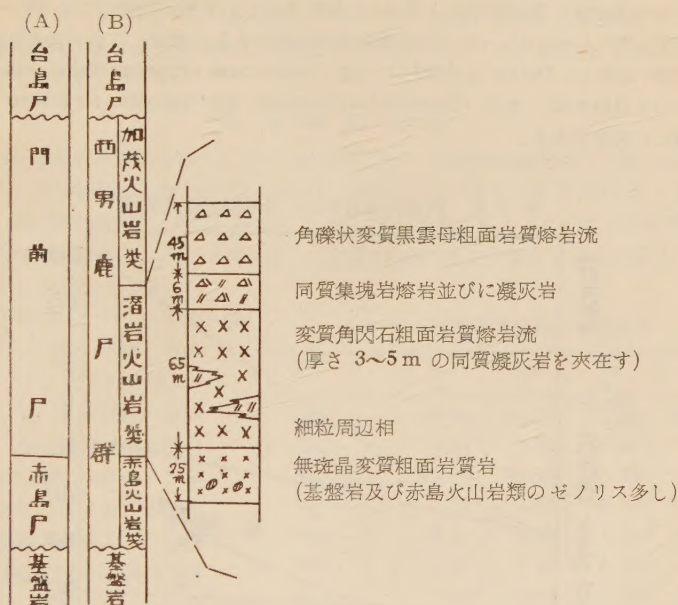 (A)
(B)
台島尸
門前尸
赤島尸
基盤岩
台島尸
西男鹿尸群
基盤岩
加茂火山岩类
潜岩火山岩类
赤島火山岩类
45m
6m
65m
25m
角礫状変質黒雲母粗面岩質熔岩流
同質集塊岩熔岩並びに凝灰岩
変質角閃石粗面岩質熔岩流
(厚さ 3~5m の同質凝灰岩を夾在す)
細粒周辺相
無斑晶変質粗面岩質岩
(基盤岩及び赤島火山岩類のゼノリス多し)